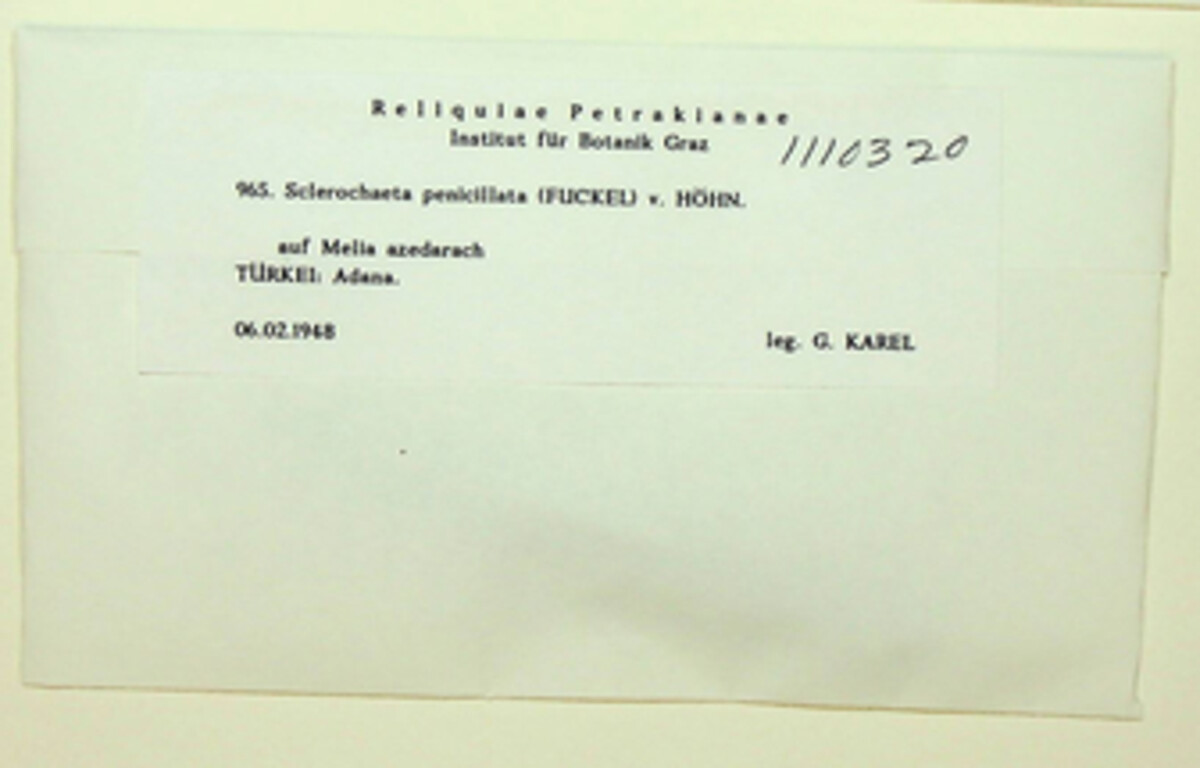 Reliquiae Petrakianae
Institut für Botanik Graz
1110320
965. Sclerochaeta penicillata (FUCKEL) v. HÖHN.
auf Melia azedarach
TÜRKEI: Adana.
06.02.1948
leg. G. KAREL